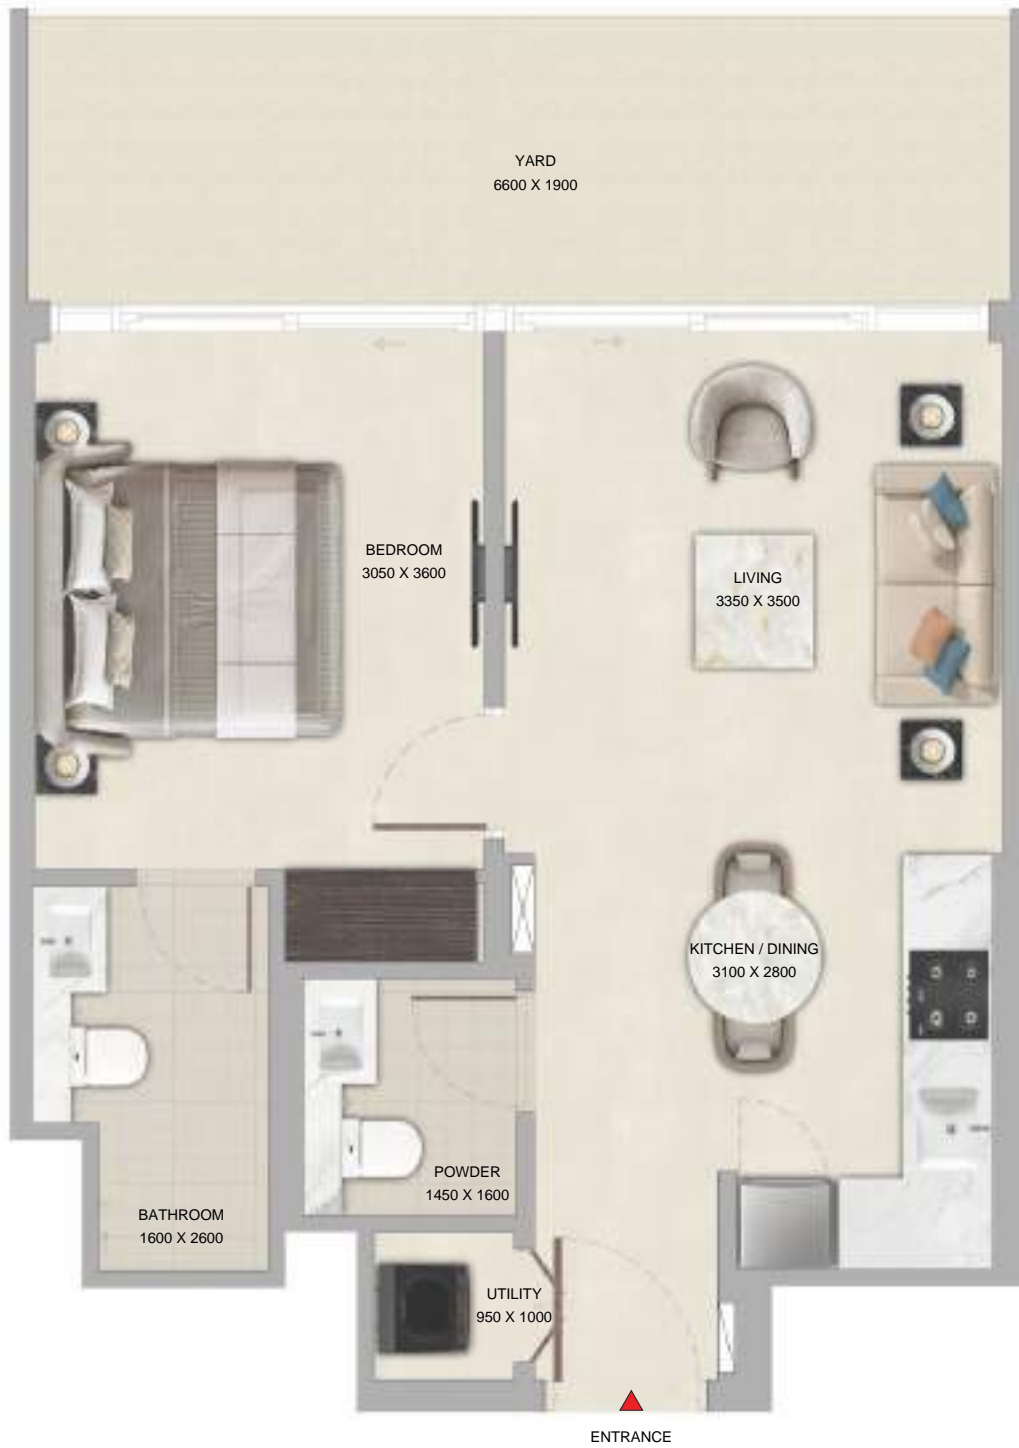 YARD
6600 X 1900
BEDROOM
3050 X 3600
LIVING
3350 X 3500
KITCHEN / DINING
3100 X 2800
POWDER
1450 X 1600
BATHROOM
1600 X 2600
UTILITY
950 X 1000
ENTRANCE